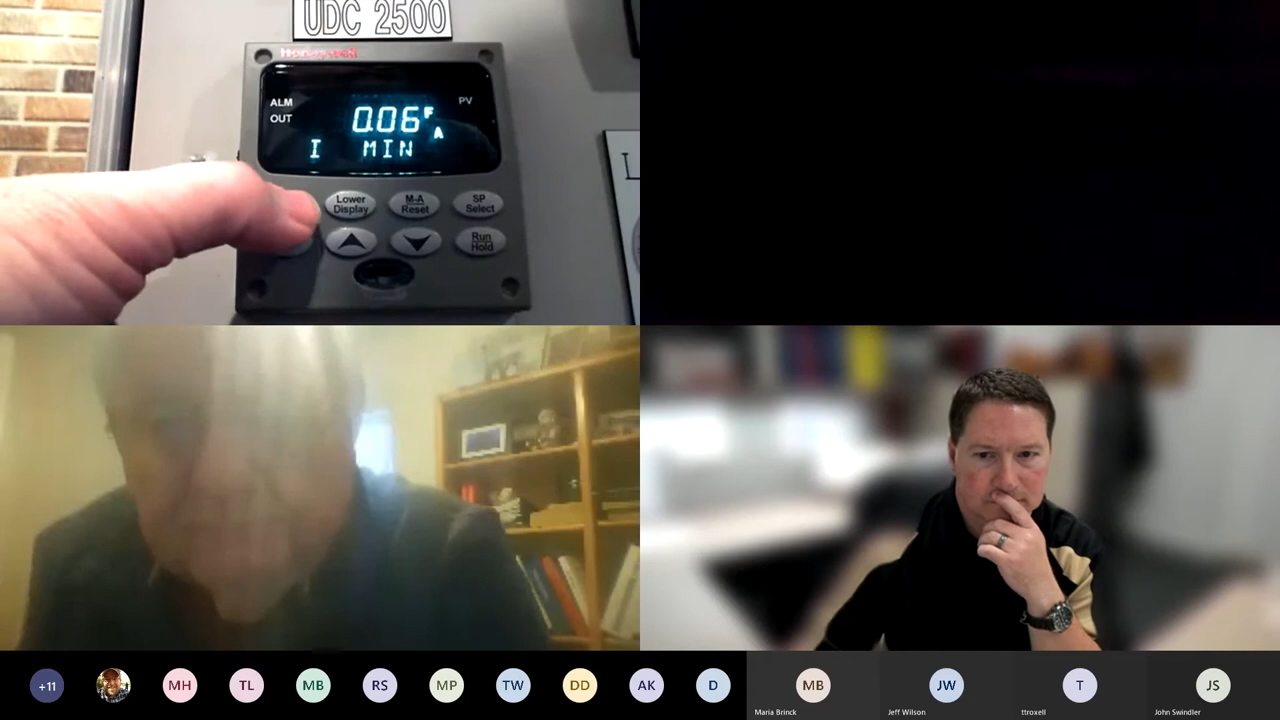 UDC 2500
Honeywell
ALM
OUT
0.06 F
PV
A
I MIN
Lower
Display
M-A
Reset
SP
Select
Run
Hold
L
+11
MH
TL
MB
RS
MP
TW
DD
AK
D
MB
JW
T
JS
Maria Brinck
Jeff Wilson
ttroxell
John Swindler